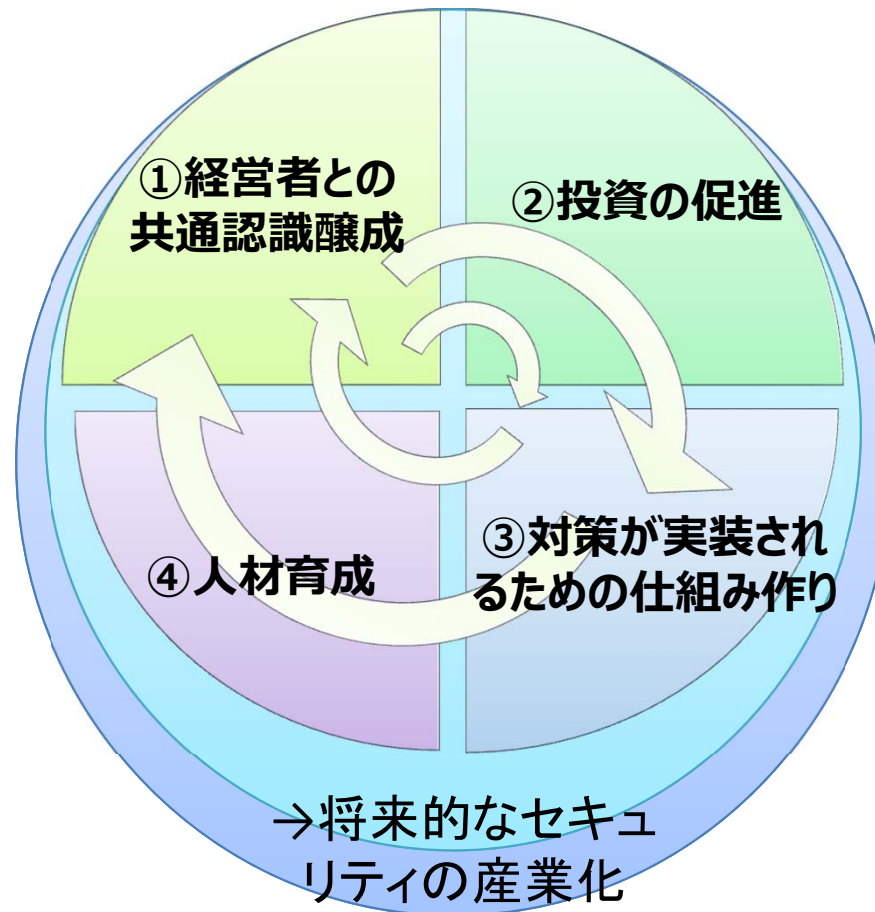 ①経営者との
共通認識醸成
②投資の促進
③対策が実装され
るための仕組み作り
④人材育成
→将来的なセキュ
リティの産業化